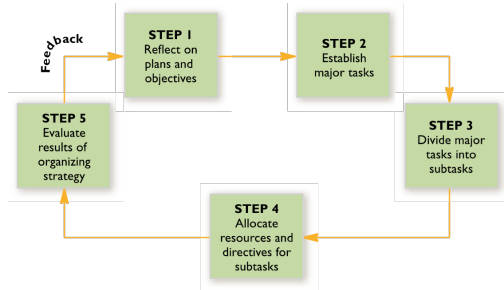 Feedback
STEP 1
Reflect on
plans and
objectives
STEP 2
Establish
major tasks
STEP 3
Divide major
tasks into
subtasks
STEP 4
Allocate
resources and
directives for
subtasks
STEP 5
Evaluate
results of
organizing
strategy